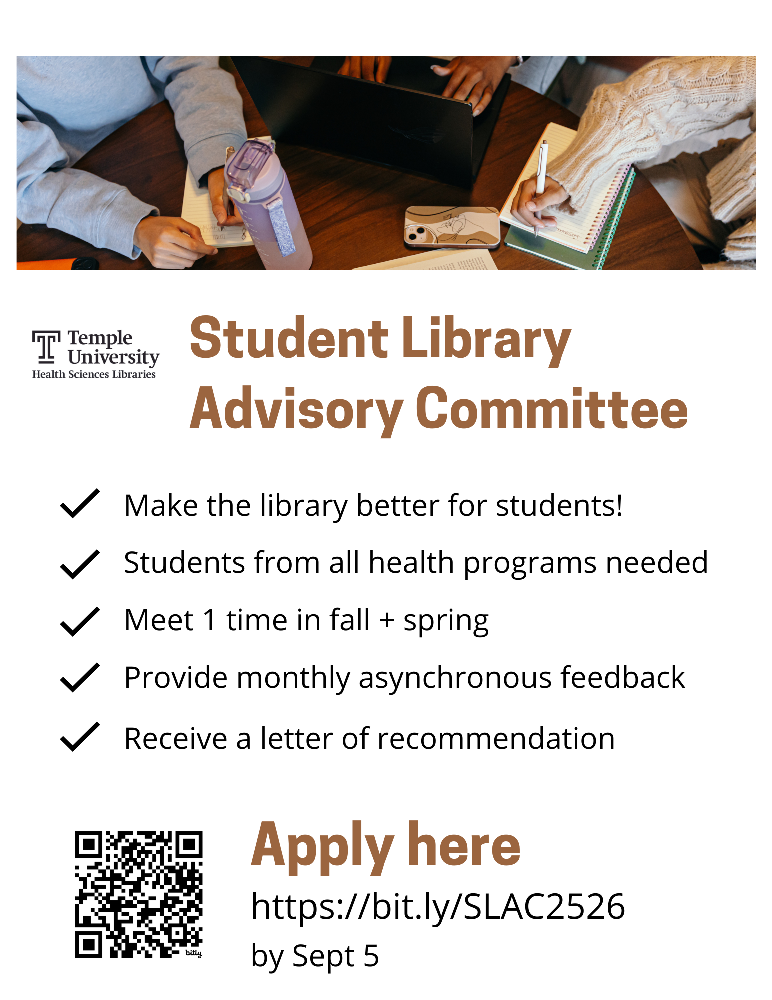 Temple
University
Health Sciences Libraries
Student Library
Advisory Committee
Make the library better for students!
Students from all health programs needed
Meet 1 time in fall + spring
Provide monthly asynchronous feedback
Receive a letter of recommendation
Apply here
https://bit.ly/SLAC2526
by Sept 5
bitly